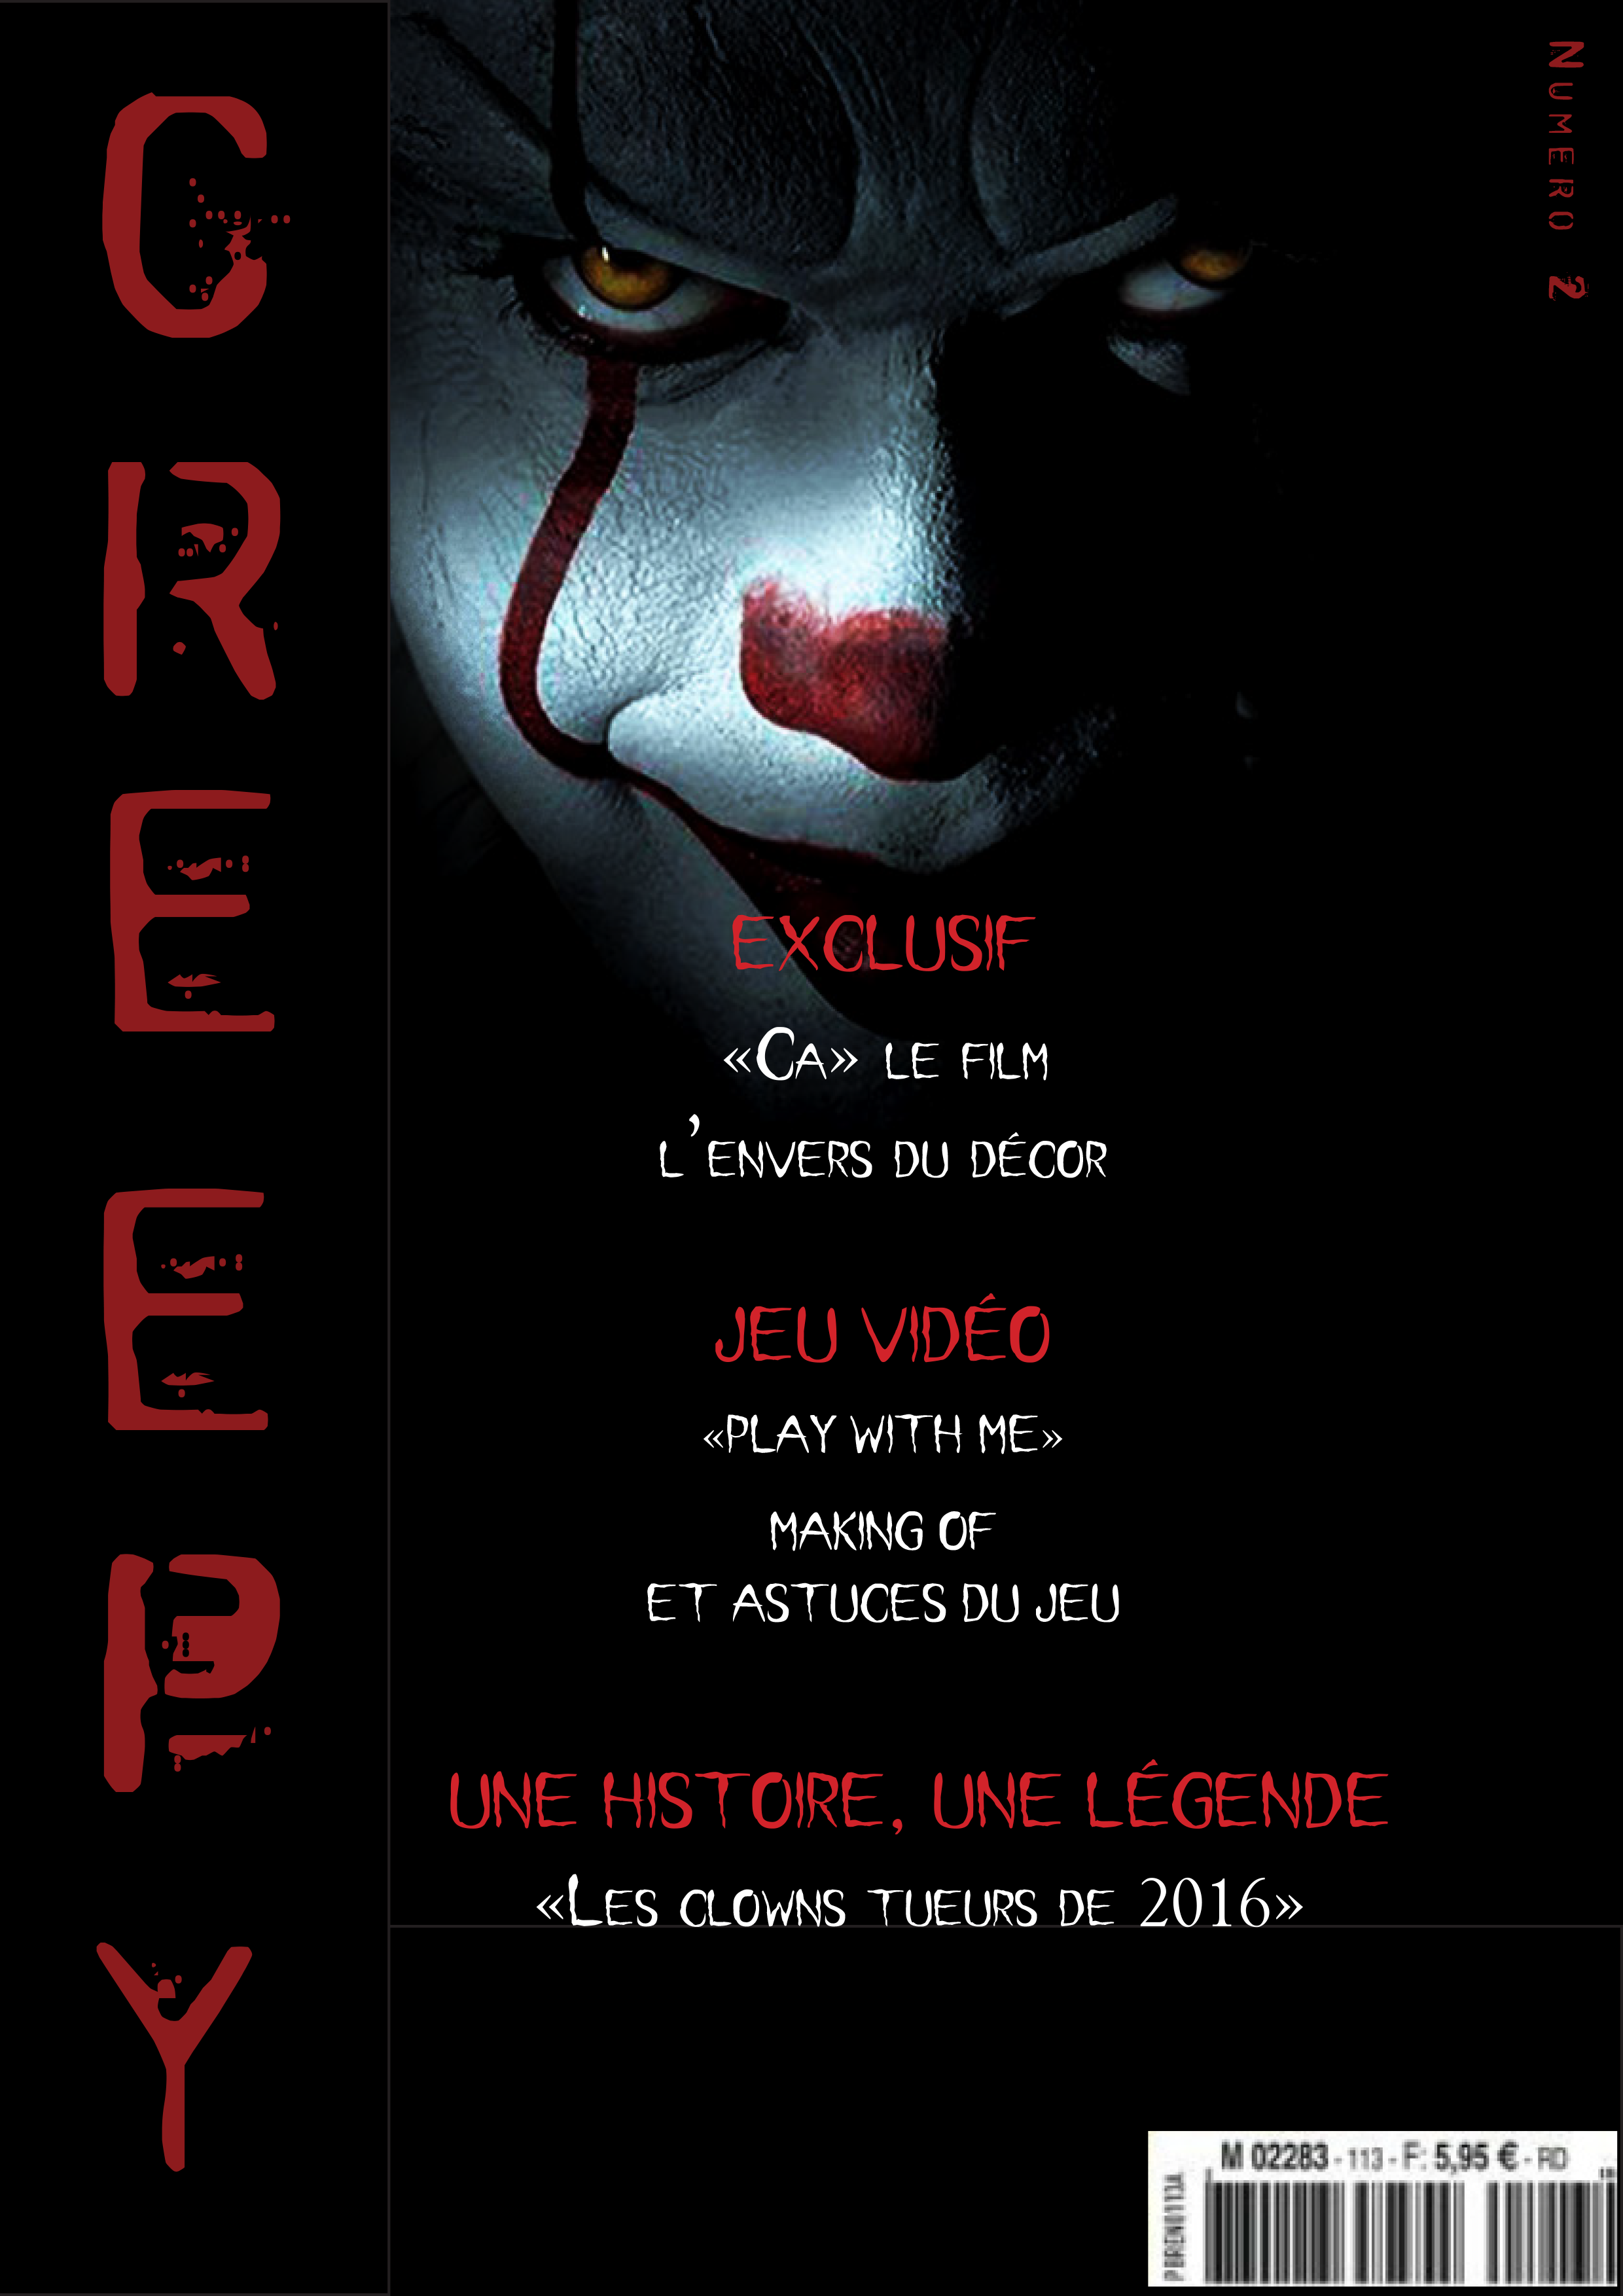 CREEPY
Numero 2
EXCLUSIF
«Ca» le film
l'envers du décor
JEU VIDÉO
«PLAY WITH ME»
MAKING OF
ET ASTUCES DU JEU
UNE HISTOIRE, UNE LÉGENDE
«Les clowns tueurs de 2016»
M 02283 - 113 - F: 5,95 € - RD